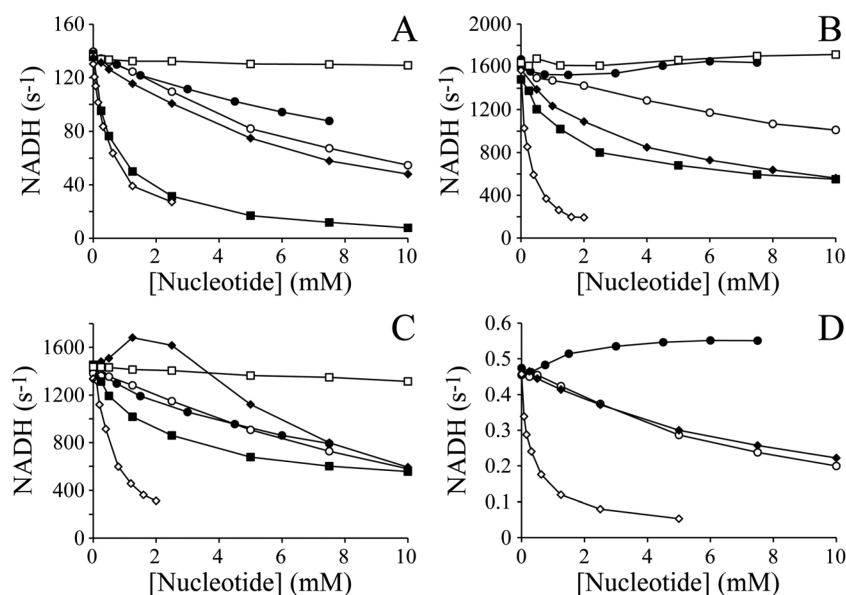 A
NADH (s-1)
160
120
80
40
0
0 2 4 6 8 10
[Nucleotide] (mM)
B
NADH (s-1)
2000
1600
1200
800
400
0
0 2 4 6 8 10
[Nucleotide] (mM)
C
NADH (s-1)
1600
1200
800
400
0
0 2 4 6 8 10
[Nucleotide] (mM)
D
NADH (s-1)
0.6
0.5
0.4
0.3
0.2
0.1
0
0 2 4 6 8 10
[Nucleotide] (mM)